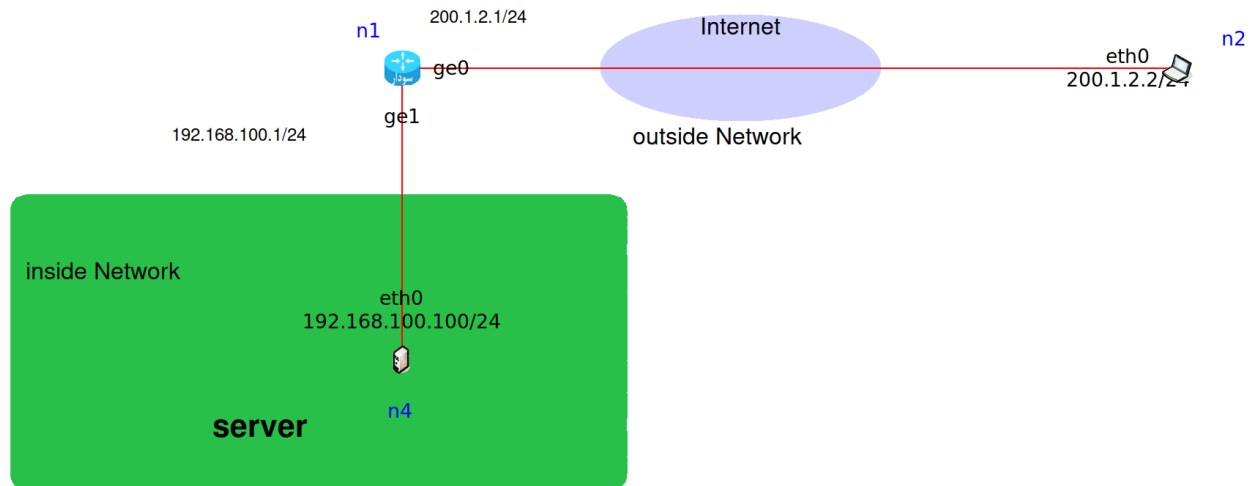 200.1.2.1/24
n1
Internet
n2
سودار
ge0
eth0
200.1.2.2/24
ge1
192.168.100.1/24
outside Network
inside Network
eth0
192.168.100.100/24
n4
server